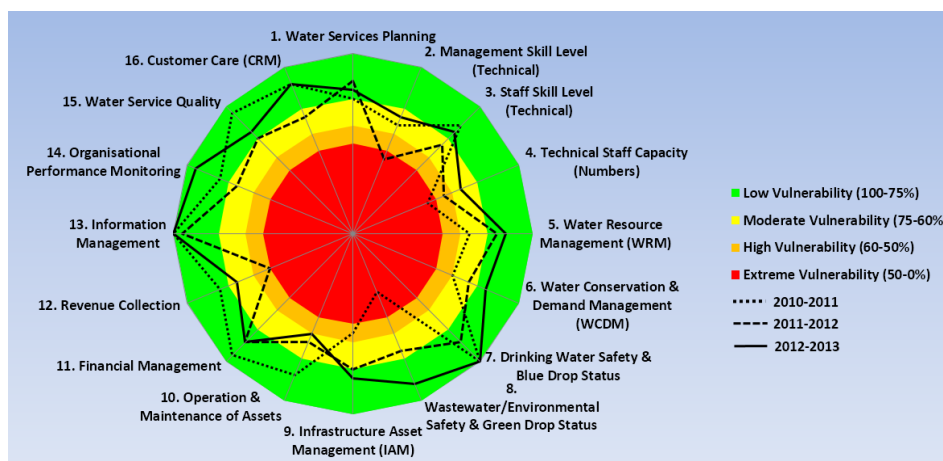 1. Water Services Planning
2. Management Skill Level
(Technical)
3. Staff Skill Level
(Technical)
4. Technical Staff Capacity
(Numbers)
5. Water Resource
Management (WRM)
6. Water Conservation &
Demand Management
(WCDM)
7. Drinking Water Safety &
Blue Drop Status
8.
Wastewater/Environmental
Safety & Green Drop Status
9. Infrastructure Asset
Management (IAM)
10. Operation &
Maintenance of Assets
11. Financial Management
12. Revenue Collection
13. Information
Management
14. Organisational
Performance Monitoring
15. Water Service Quality
16. Customer Care (CRM)
Low Vulnerability (100-75%)
Moderate Vulnerability (75-60%)
High Vulnerability (60-50%)
Extreme Vulnerability (50-0%)
2010-2011
2011-2012
2012-2013